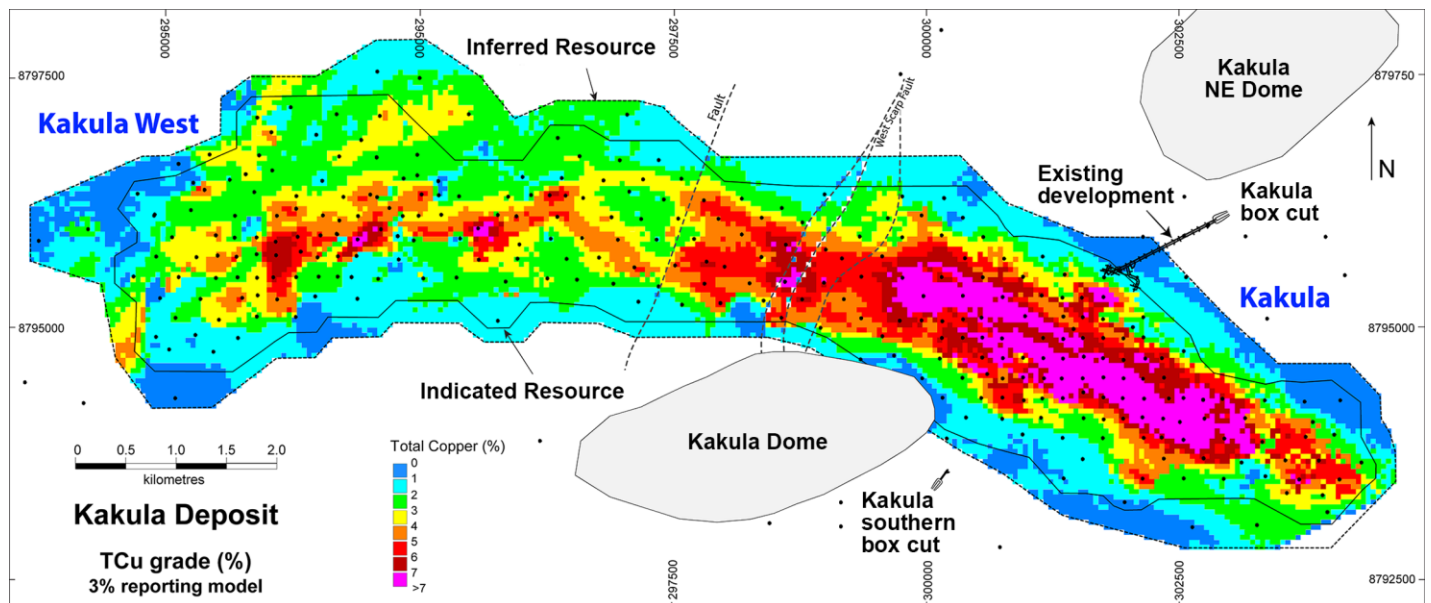 295000
295000
297500
300000
302500
8797500
879750
Inferred Resource
Kakula
NE Dome
Kakula West
Fault
West Scarp Fault
N
Existing
development
Kakula
box cut
Kakula
8795000
8795000
Indicated Resource
Kakula Dome
Total Copper (%)
0
1
2
3
4
5
6
7
>7
0 0.5 1.0 1.5 2.0
kilometres
Kakula Deposit
TCu grade (%)
3% reporting model
Kakula
southern
box cut
297500
300000
302500
8792500